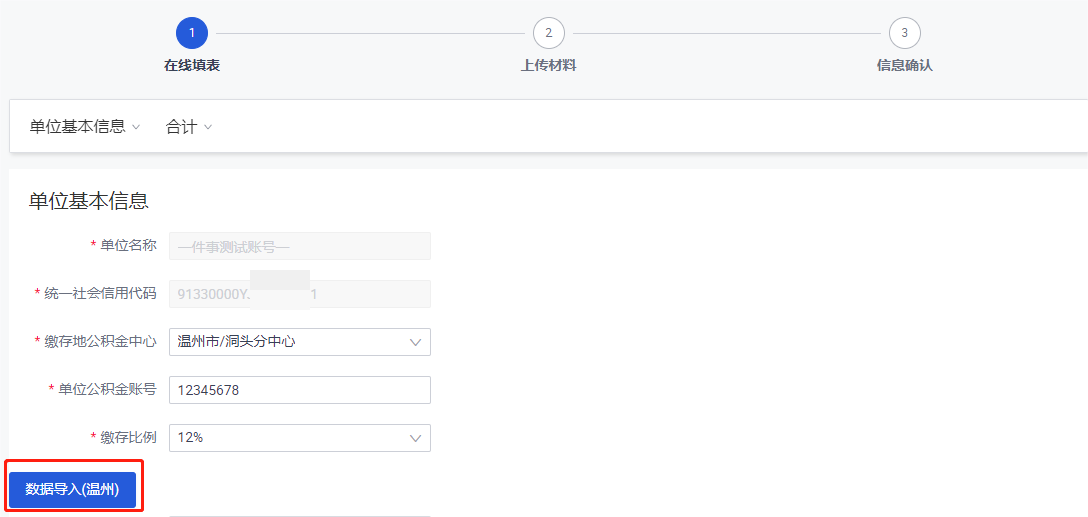 1
2
3
在线填表
上传材料
信息确认
单位基本信息 合计
单位基本信息
* 单位名称 一件事测试账号一
* 统一社会信用代码 91330000Y. 1
* 缴存地公积金中心 温州市/洞头分中心
* 单位公积金账号 12345678
* 缴存比例 12%
数据导入(温州)